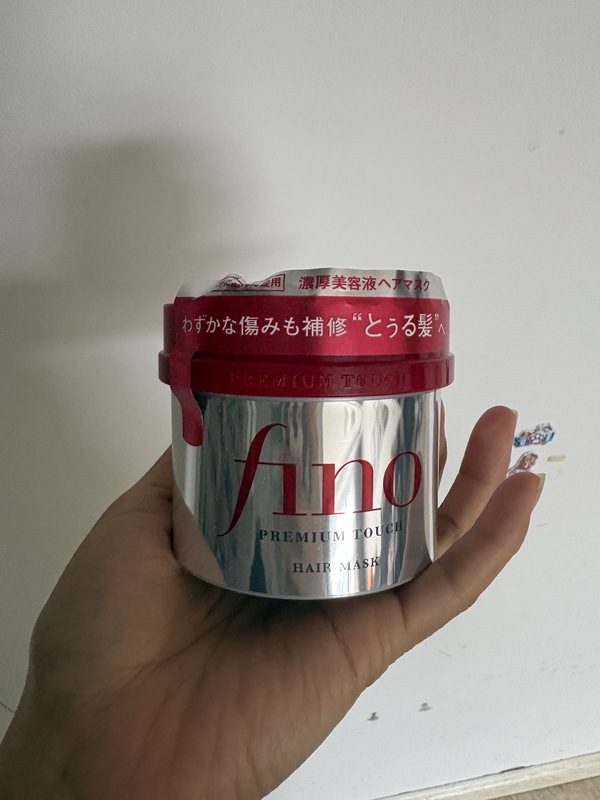 濃厚美容液ヘアマスク
わずかな傷みも補修 “とぅるる髪”へ
PREMIUM TOUCH
fino
PREMIUM TOUCH
HAIR MASK